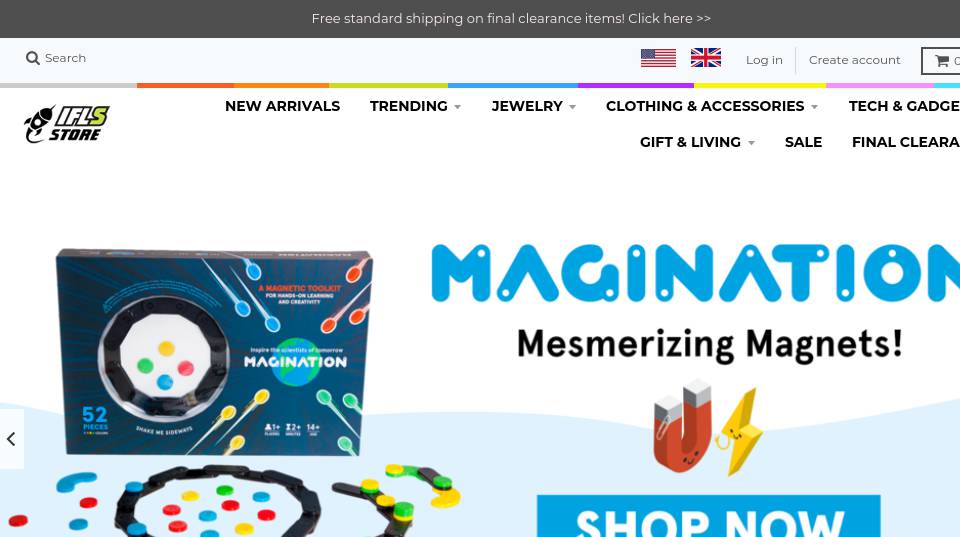 Free standard shipping on final clearance items! Click here >>
Search
Log in
Create account
0
IFLS
STORE
NEW ARRIVALS
TRENDING
JEWELRY
CLOTHING & ACCESSORIES
TECH & GADGE
GIFT & LIVING
SALE
FINAL CLEARA
MAGINATION
Mesmerizing Magnets!
A MAGNETIC TOOLKIT
FOR HANDS-ON LEARNING
AND CREATIVITY
Inspire the scientists of tomorrow
MAGINATION
52
PIECES
SHAKE ME SIDEWAYS
1+ 2+ 14+
PLAYERS MINUTES AGE
SHOP NOW